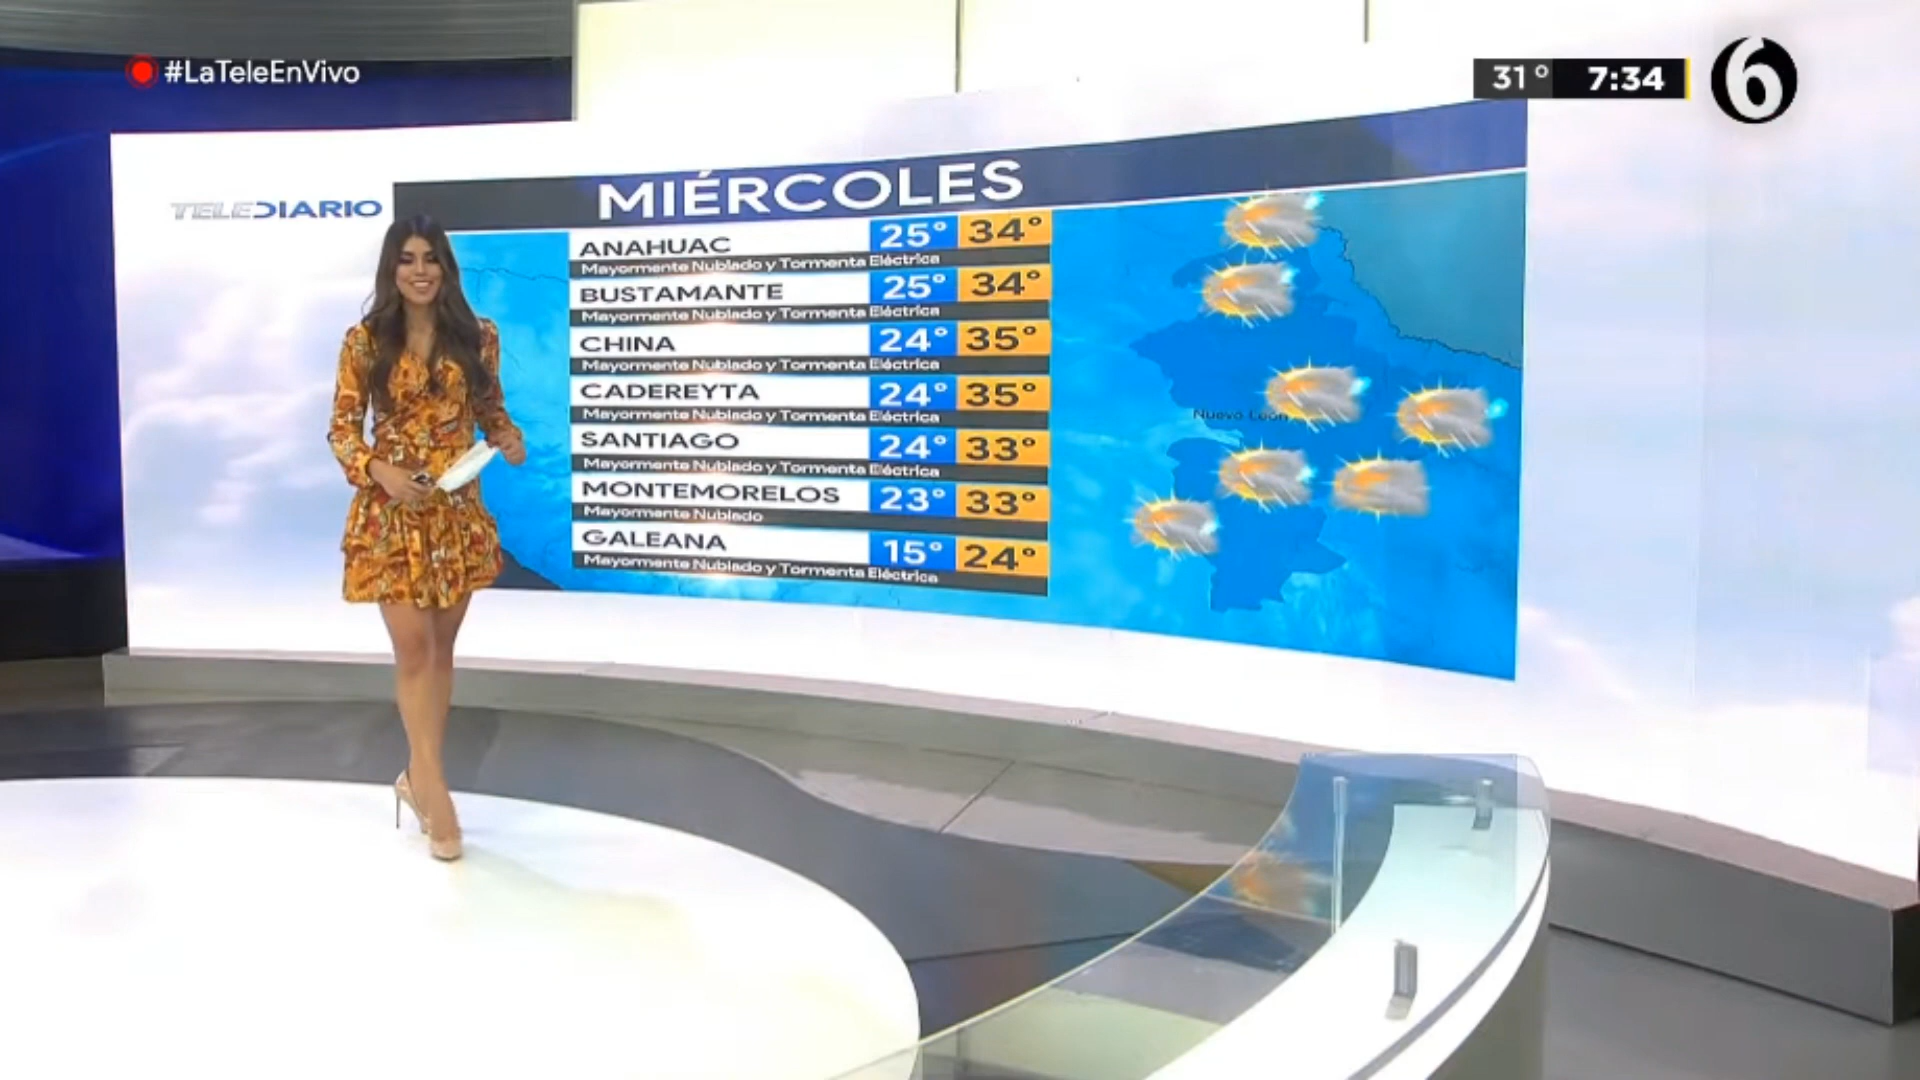 #LaTeleEnVivo
31° 7:34 6
TELEDIARIO
MIÉRCOLES
ANAHUAC 25° 34°
Mayormente Nublado y Tormenta Eléctrica
BUSTAMANTE 25° 34°
Mayormente Nublado y Tormenta Eléctrica
CHINA 24° 35°
Mayormente Nublado y Tormenta Eléctrica
CADEREYTA 24° 35°
Mayormente Nublado y Tormenta Eléctrica
SANTIAGO 24° 33°
Mayormente Nublado y Tormenta Eléctrica
MONTEMORELOS 23° 33°
Mayormente Nublado
GALEANA 15° 24°
Mayormente Nublado y Tormenta Eléctrica
Nuevo León